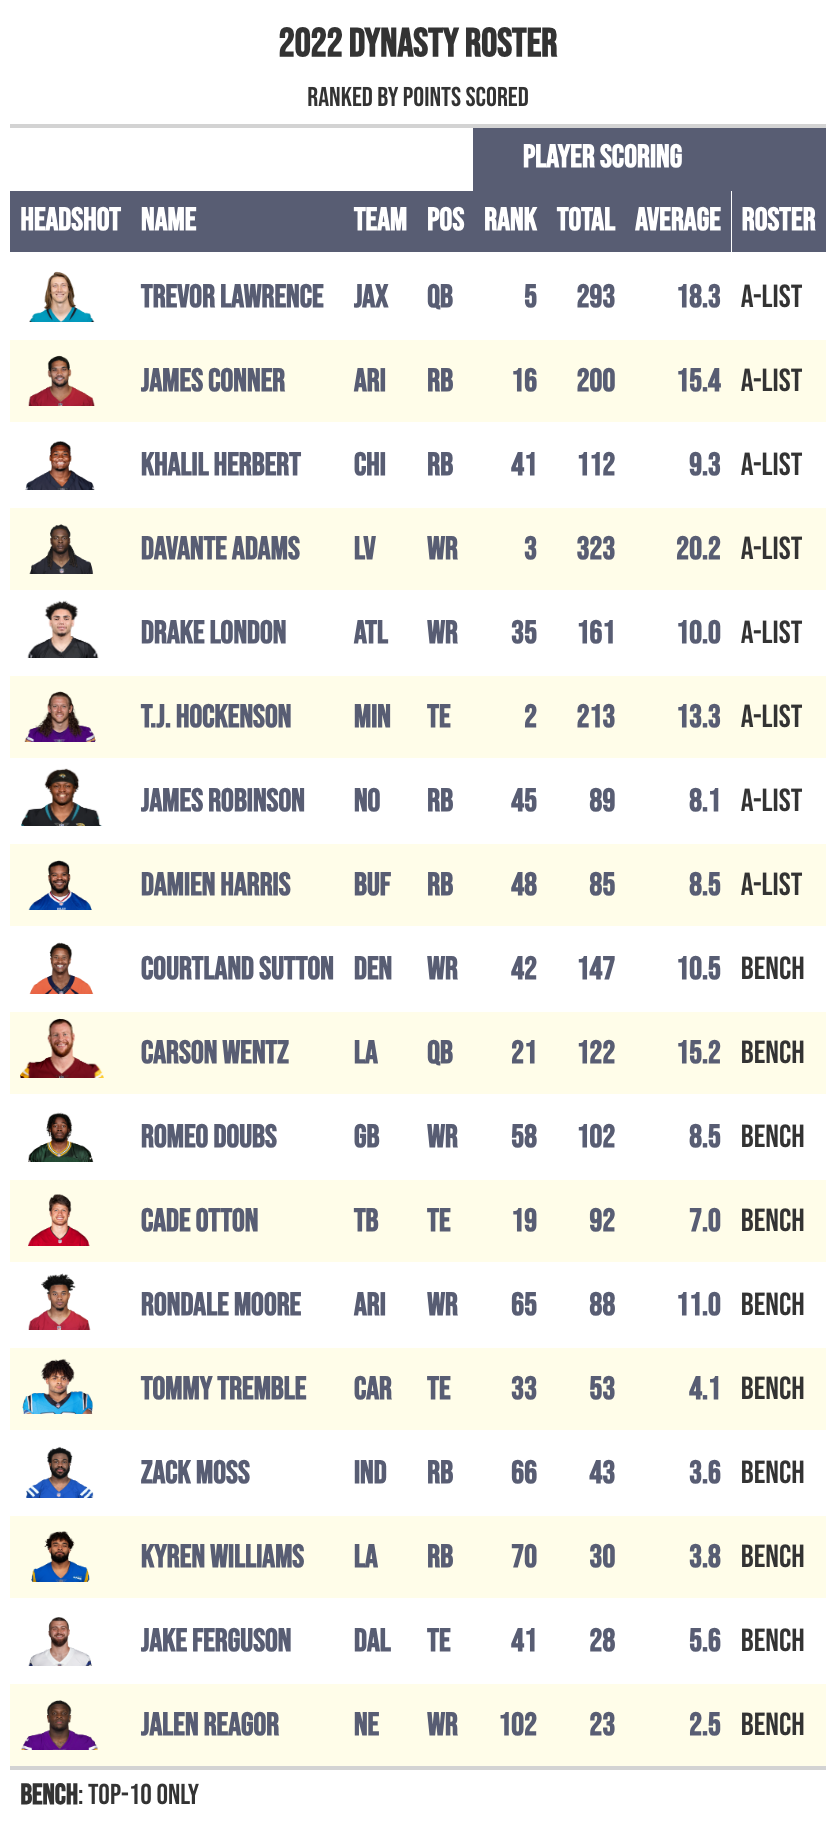 2022 DYNASTY ROSTER
RANKED BY POINTS SCORED
PLAYER SCORING
HEADSHOT NAME TEAM POS RANK TOTAL AVERAGE ROSTER
TREVOR LAWRENCE JAX QB 5 293 18.3 A-LIST
JAMES CONNER ARI RB 16 200 15.4 A-LIST
KHALIL HERBERT CHI RB 41 112 9.3 A-LIST
DAVANTE ADAMS LV WR 3 323 20.2 A-LIST
DRAKE LONDON ATL WR 35 161 10.0 A-LIST
T.J. HOCKENSON MIN TE 2 213 13.3 A-LIST
JAMES ROBINSON NO RB 45 89 8.1 A-LIST
DAMIEN HARRIS BUF RB 48 85 8.5 A-LIST
COURTLAND SUTTON DEN WR 42 147 10.5 BENCH
CARSON WENTZ LA QB 21 122 15.2 BENCH
ROMEO DOUBS GB WR 58 102 8.5 BENCH
CADE OTTON TB TE 19 92 7.0 BENCH
RONDALE MOORE ARI WR 65 88 11.0 BENCH
TOMMY TREMBLE CAR TE 33 53 4.1 BENCH
ZACK MOSS IND RB 66 43 3.6 BENCH
KYREN WILLIAMS LA RB 70 30 3.8 BENCH
JAKE FERGUSON DAL TE 41 28 5.6 BENCH
JALEN REAGOR NE WR 102 23 2.5 BENCH
BENCH: TOP-10 ONLY